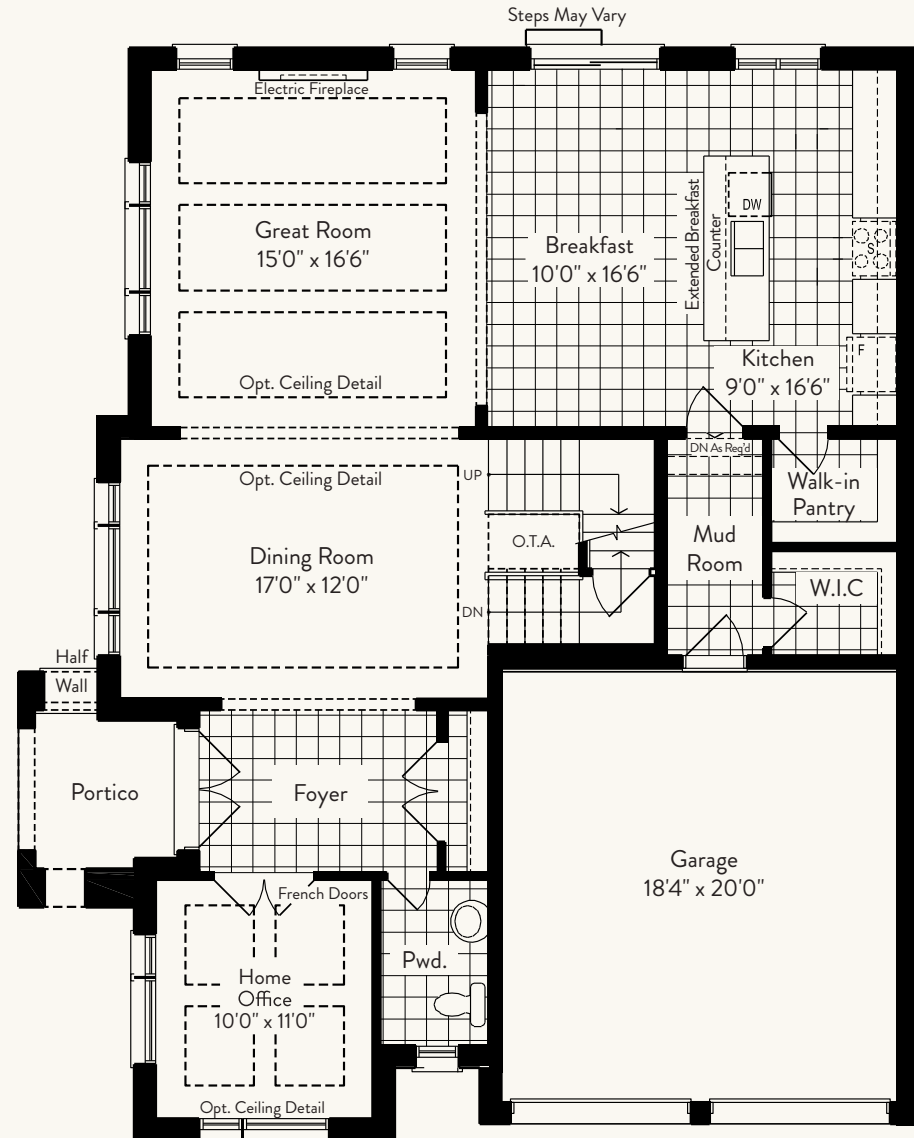 Steps May Vary
Electric Fireplace
Great Room
15'0" x 16'6"
Opt. Ceiling Detail
Breakfast
10'0" x 16'6"
Extended Breakfast
Counter
DW
S
F
Kitchen
9'0" x 16'6"
DN As Req'd
Walk-in
Pantry
Mud
Room
W.I.C
Opt. Ceiling Detail
Dining Room
17'0" x 12'0"
UP
O.T.A.
DN
Half
Wall
Portico
Foyer
French Doors
Home
Office
10'0" x 11'0"
Opt. Ceiling Detail
Pwd.
Garage
18'4" x 20'0"